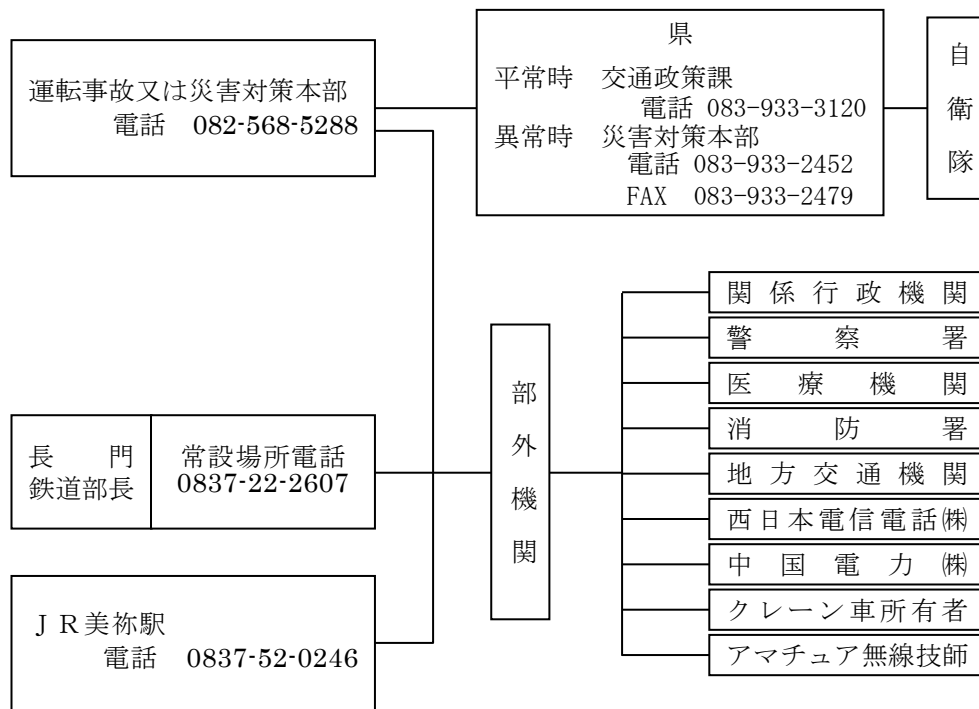 運転事故又は災害対策本部
電話 082-568-5288
県
平常時 交通政策課
電話 083-933-3120
異常時 災害対策本部
電話 083-933-2452
FAX 083-933-2479
自衛隊
長門鉄道部長
常設場所電話
0837-22-2607
JR美祢駅
電話 0837-52-0246
部外機関
関係行政機関
警察署
医療機関
消防署
地方交通機関
西日本電信電話㈱
中国電力㈱
クレーン車所有者
アマチュア無線技師